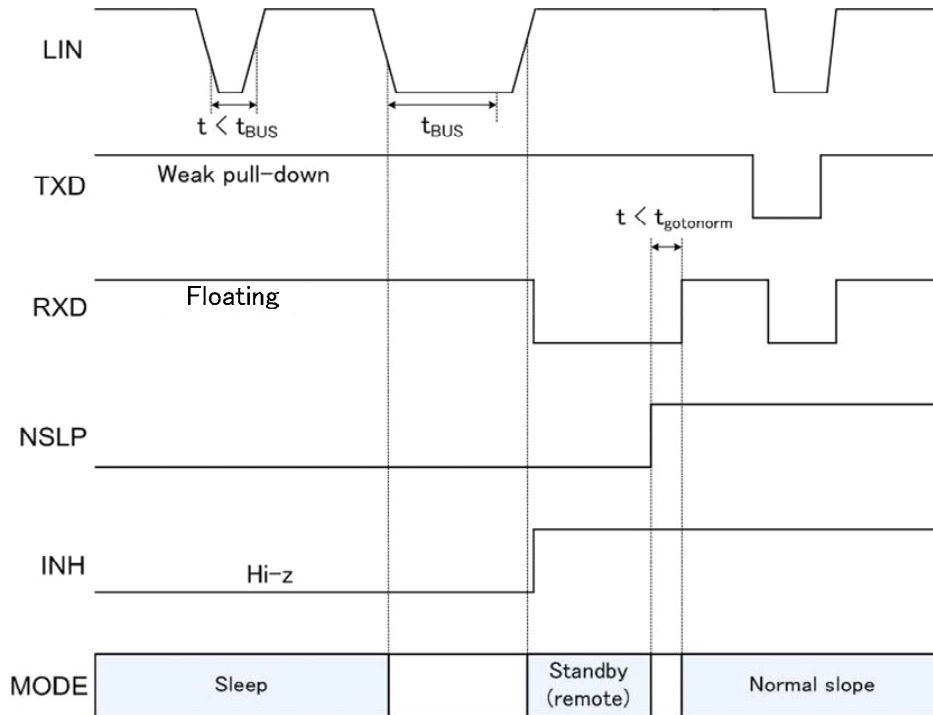 LIN
t < tBUS
tBUS
TXD
Weak pull-down
t < tgotonorm
RXD
Floating
NSLP
INH
Hi-z
MODE
Sleep
Standby
(remote)
Normal slope